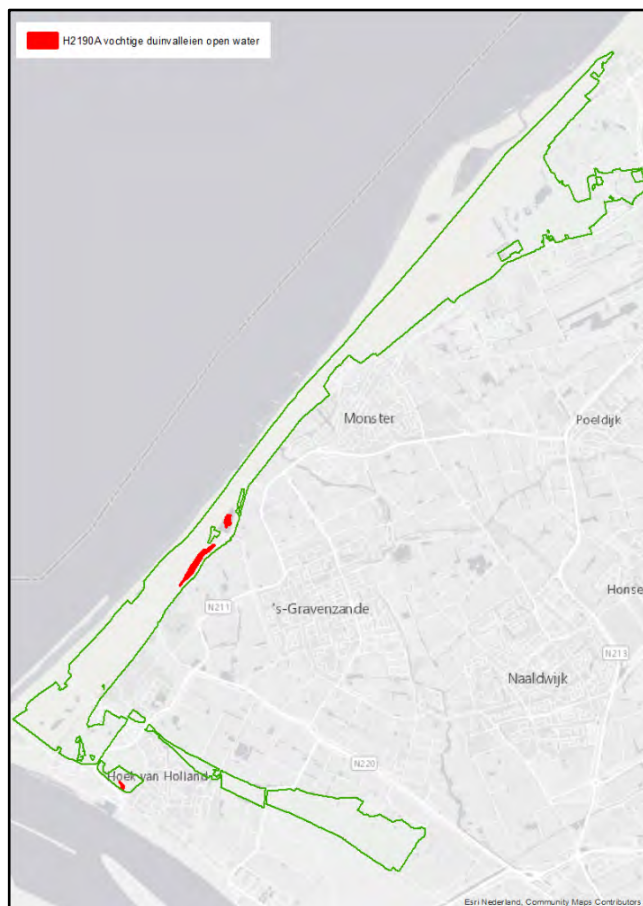 H2190A vochtige duinvalleien open water
Monster
Poeldijk
N211
's-Gravenzande
Honse
N213
Naaldwijk
N220
Hoek van Holland
Esri Nederland, Community Maps Contributors